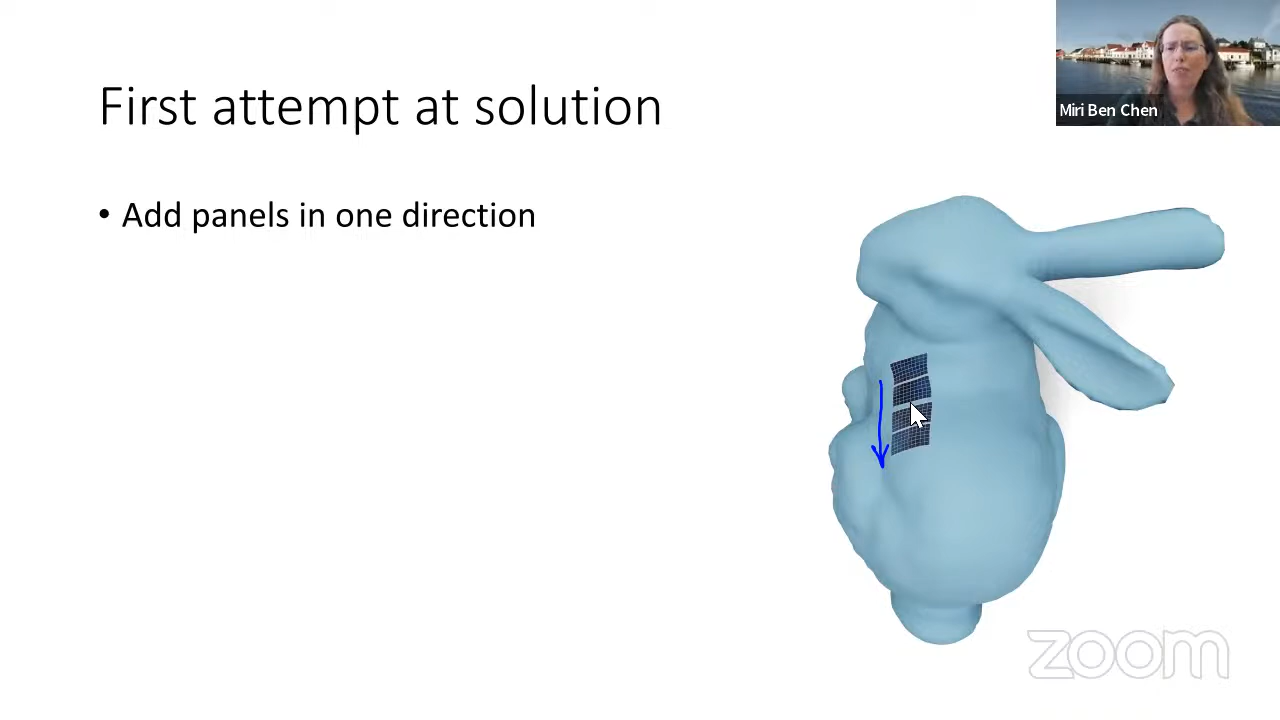 First attempt at solution
• Add panels in one direction
Miri Ben Chen
zoom